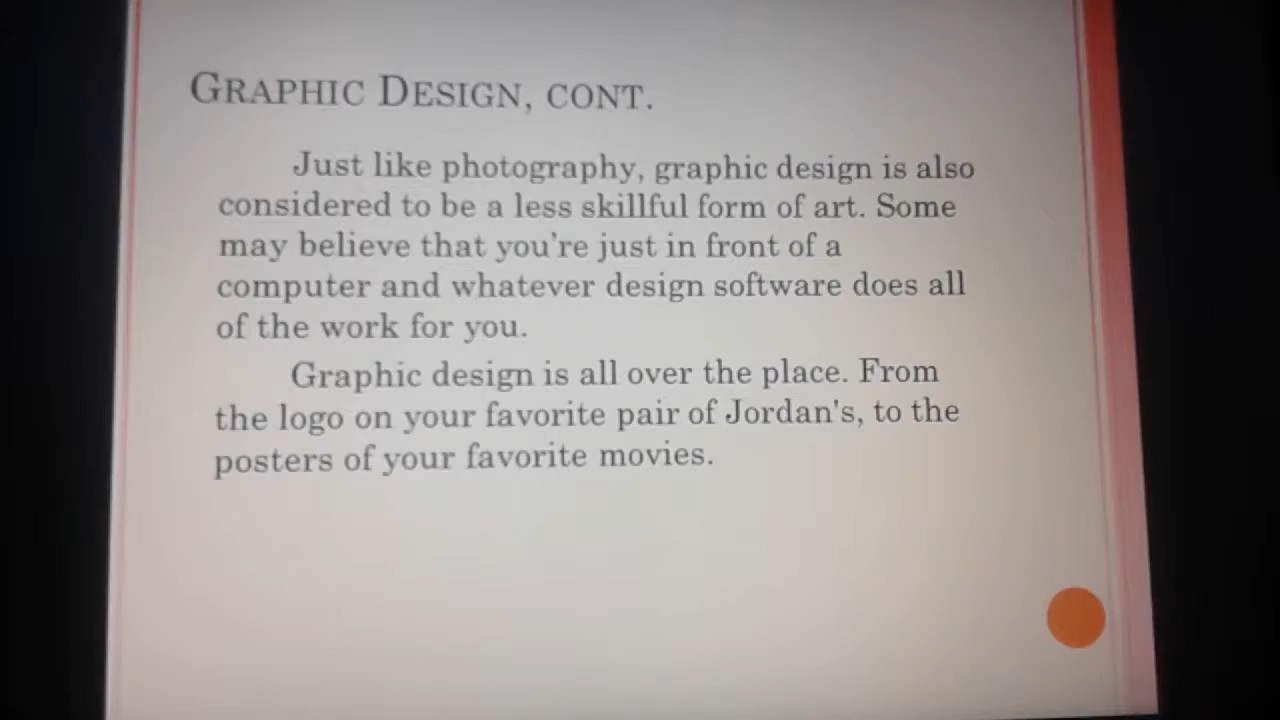 GRAPHIC DESIGN, CONT.
Just like photography, graphic design is also
considered to be a less skillful form of art. Some
may believe that you're just in front of a
computer and whatever design software does all
of the work for you.
Graphic design is all over the place. From
the logo on your favorite pair of Jordan's, to the
posters of your favorite movies.